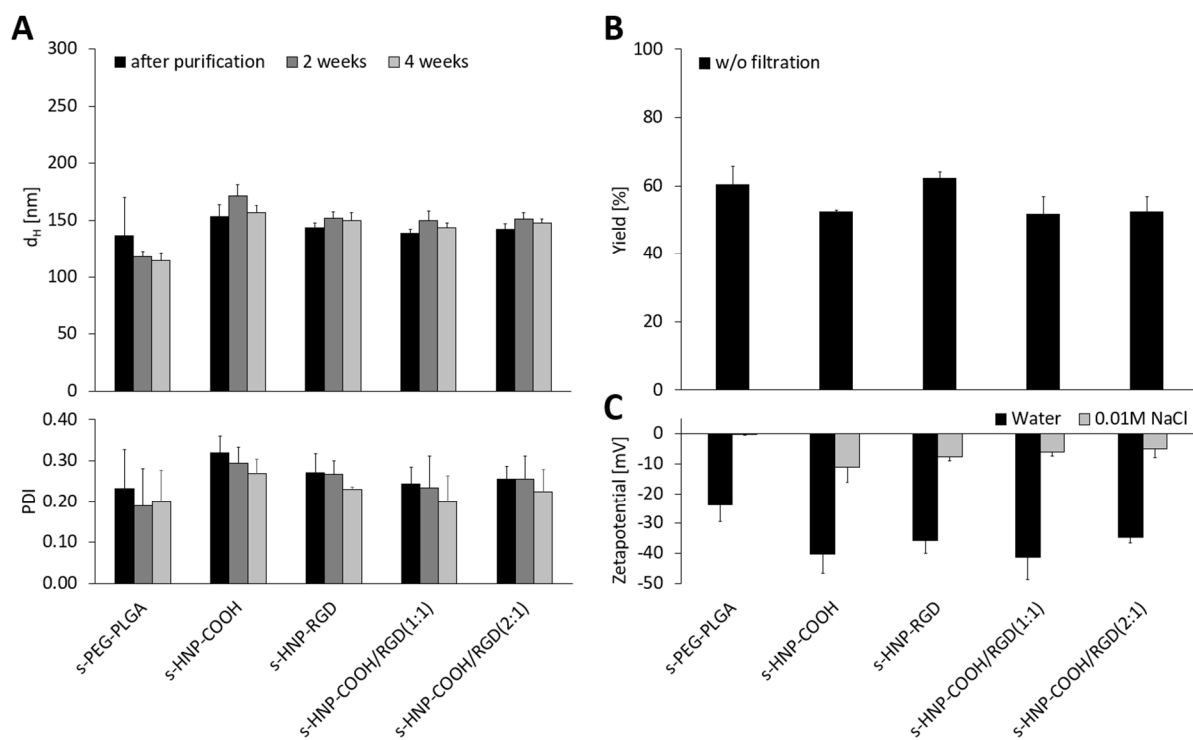 A
300
250
200
150
100
50
0
d_H [nm]
after purification 2 weeks 4 weeks
0.40
0.30
0.20
0.10
0.00
PDI
s-PEG-PLGA
s-HNP-COOH
s-HNP-RGD
s-HNP-COOH/RGD(1:1)
s-HNP-COOH/RGD(2:1)
B
100
80
60
40
20
0
Yield [%]
w/o filtration
C
Water 0.01M NaCl
0
-10
-20
-30
-40
-50
Zetapotential [mV]
s-PEG-PLGA
s-HNP-COOH
s-HNP-RGD
s-HNP-COOH/RGD(1:1)
s-HNP-COOH/RGD(2:1)